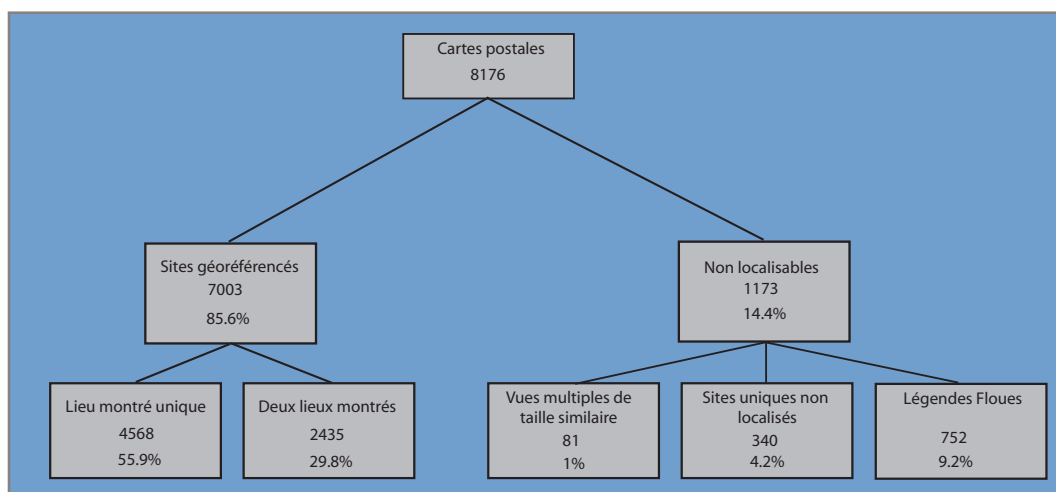 Cartes postales
8176
Sites géoréférencés
7003
85.6%
Non localisables
1173
14.4%
Lieu montré unique
4568
55.9%
Deux lieux montrés
2435
29.8%
Vues multiples de
taille similaire
81
1%
Sites uniques non
localisés
340
4.2%
Légendes Floues
752
9.2%